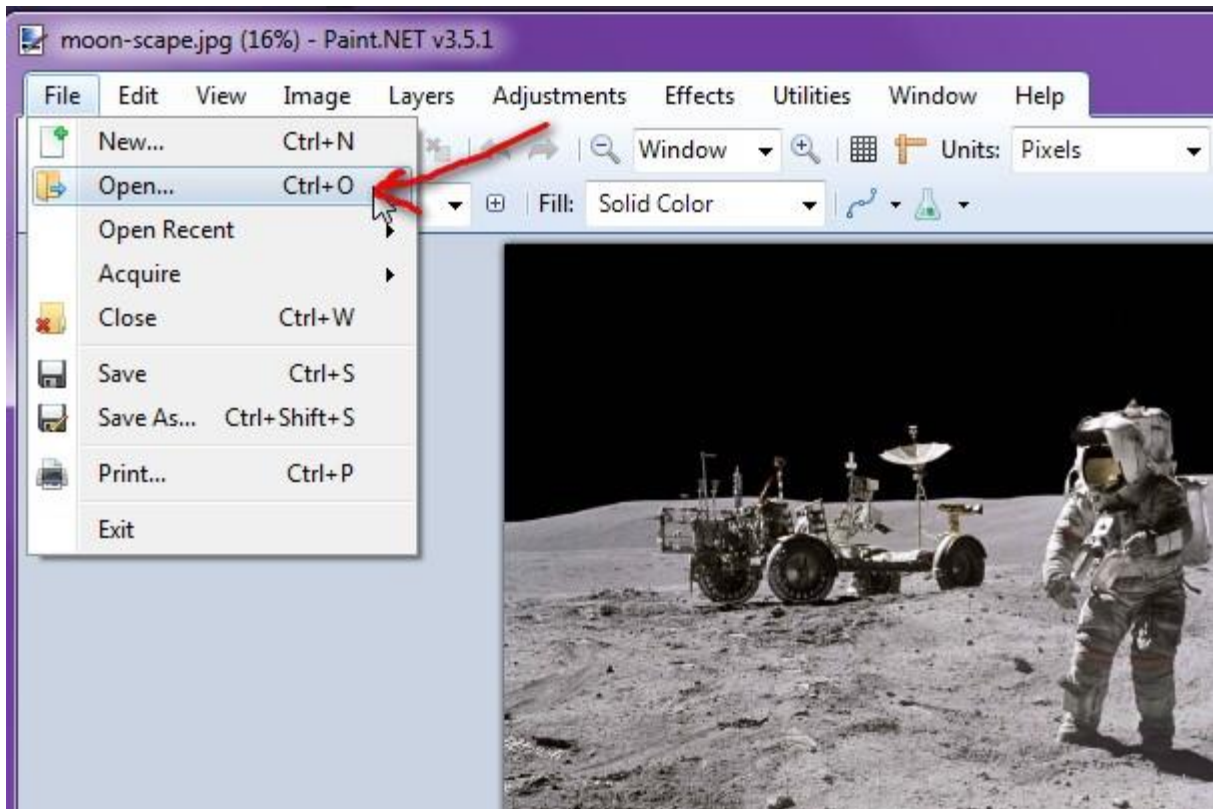 moon-scape.jpg (16%) - Paint.NET v3.5.1
File Edit View Image Layers Adjustments Effects Utilities Window Help
New... Ctrl+N
Window Units: Pixels
Open... Ctrl+O
Fill: Solid Color
Open Recent
Acquire
Close Ctrl+W
Save Ctrl+S
Save As... Ctrl+Shift+S
Print... Ctrl+P
Exit